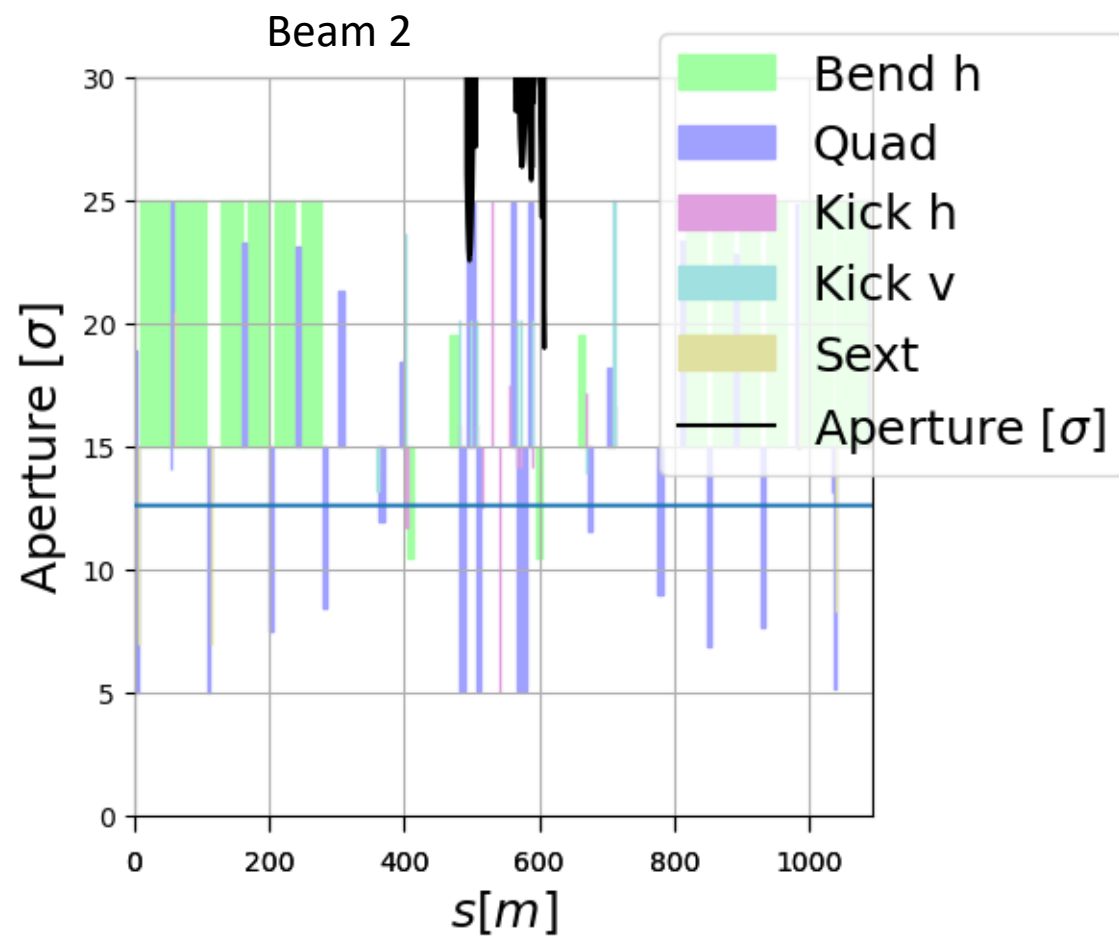 Beam 2
Bend h
Quad
Kick h
Kick v
Sext
Aperture [σ]
Aperture [σ]
30
25
20
15
10
5
0
0 200 400 600 800 1000
s[m]